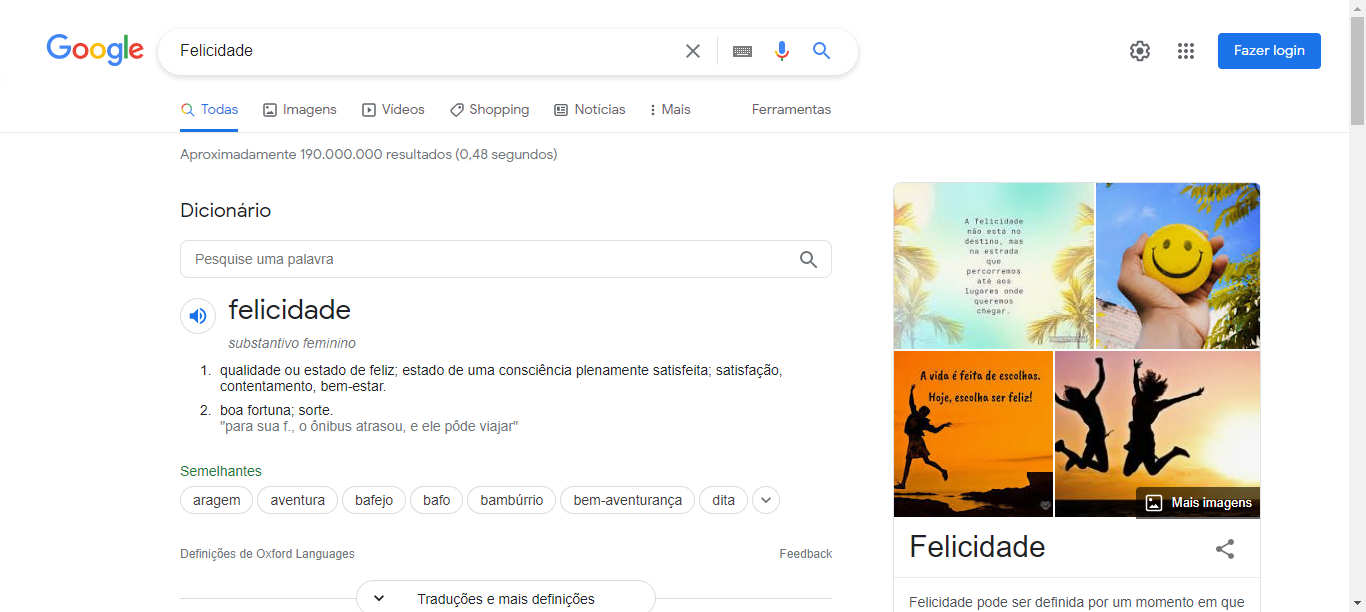 Google
Felicidade
Fazer login
Todas
Imagens
Vídeos
Shopping
Notícias
Mais
Ferramentas
Aproximadamente 190.000.000 resultados (0,48 segundos)
Dicionário
Pesquise uma palavra
felicidade
substantivo feminino
1. qualidade ou estado de feliz; estado de uma consciência plenamente satisfeita; satisfação,
contentamento, bem-estar.
2. boa fortuna; sorte.
"para sua f., o ônibus atrasou, e ele pôde viajar"
Semelhantes
aragem
aventura
bafejo
bafo
bambúrrio
bem-aventurança
dita
Definições de Oxford Languages
Feedback
Traduções e mais definições
A felicidade
não está no
destino, mas
na estrada
que
percorremos
até aos
lugares onde
queremos
chegar.
A vida é feita de escolhas.
Hoje, escolha ser feliz!
Mais imagens
Felicidade
Felicidade pode ser definida por um momento em que